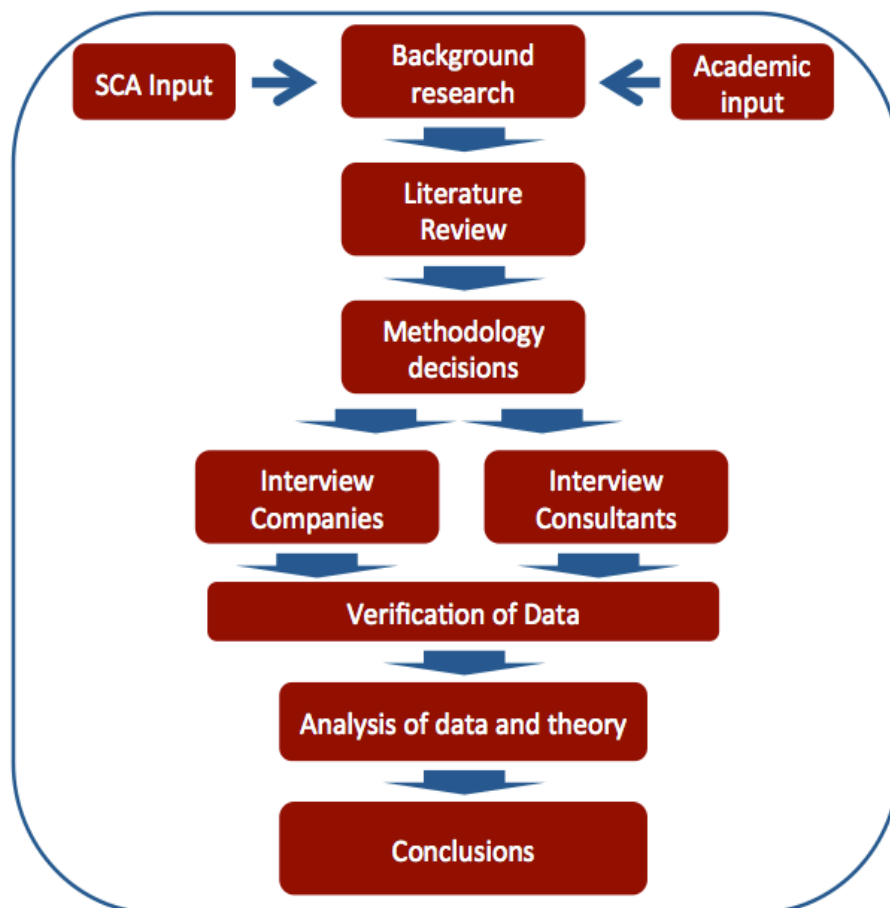 SCA Input
Background
research
Academic
input
Literature
Review
Methodology
decisions
Interview
Companies
Interview
Consultants
Verification of Data
Analysis of data and theory
Conclusions